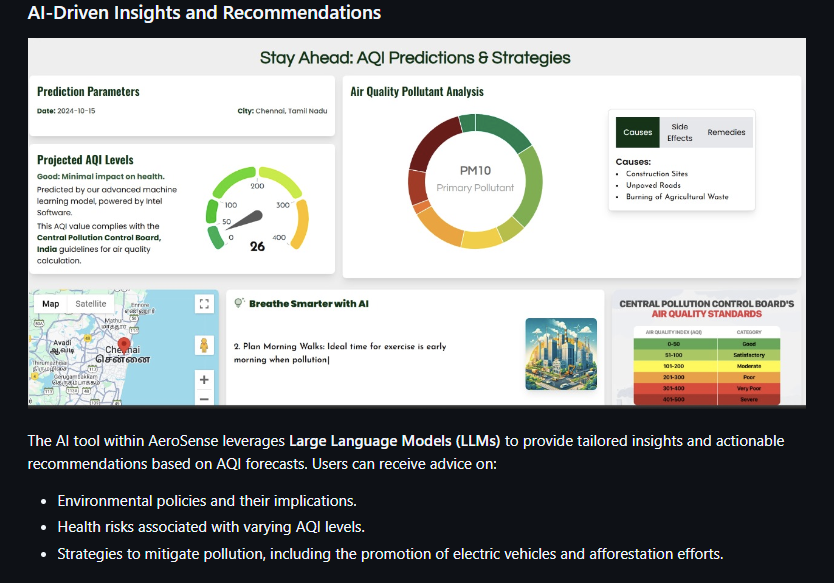 AI-Driven Insights and Recommendations
Stay Ahead: AQI Predictions & Strategies
Prediction Parameters
Date: 2024-10-15
City: Chennai, Tamil Nadu
Projected AQI Levels
Good: Minimal impact on health.
Predicted by our advanced machine
learning model, powered by Intel
Software.
This AQI value complies with the
Central Pollution Control Board,
India guidelines for air quality
calculation.
0
50
100
200
300
400
26
Air Quality Pollutant Analysis
PM10
Primary Pollutant
Causes
Side
Effects
Remedies
Causes:
Construction Sites
Unpaved Roads
Burning of Agricultural Waste
Map
Satellite
Ennore
Avadi
ஆவடி
Chennai
சென்னை
+
−
Breathe Smarter with AI
2. Plan Morning Walks: Ideal time for exercise is early
morning when pollution|
CENTRAL POLLUTION CONTROL BOARD'S
AIR QUALITY STANDARDS
AIR QUALITY INDEX (AQI) CATEGORY
0-50 Good
51-100 Satisfactory
101-200 Moderate
201-300 Poor
301-400 Very Poor
401-500 Severe
The AI tool within AeroSense leverages Large Language Models (LLMs) to provide tailored insights and actionable
recommendations based on AQI forecasts. Users can receive advice on:
Environmental policies and their implications.
Health risks associated with varying AQI levels.
Strategies to mitigate pollution, including the promotion of electric vehicles and afforestation efforts.